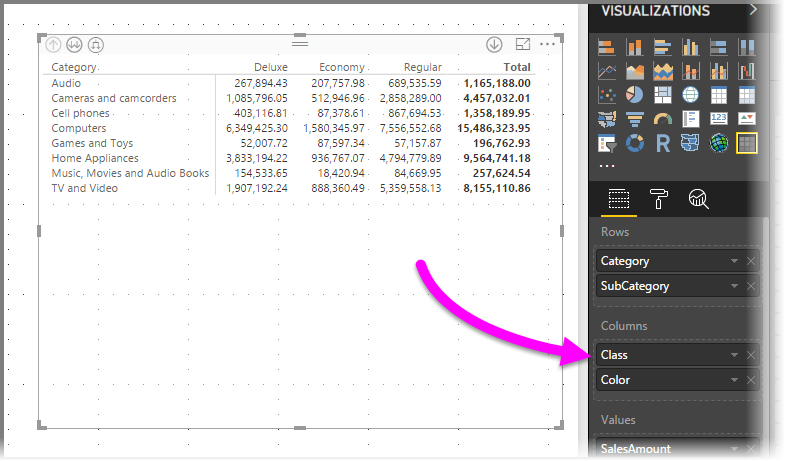 VISUALIZATIONS
Category Deluxe Economy Regular Total
Audio 267,894.43 207,757.98 689,535.59 1,165,188.00
Cameras and camcorders 1,085,796.05 512,946.96 2,858,289.00 4,457,032.01
Cell phones 403,116.81 87,378.61 867,694.53 1,358,189.95
Computers 6,349,425.30 1,580,345.97 7,556,552.68 15,486,323.95
Games and Toys 52,007.72 87,597.34 57,157.87 196,762.93
Home Appliances 3,833,194.22 936,767.07 4,794,779.89 9,564,741.18
Music, Movies and Audio Books 154,533.65 18,420.94 84,669.95 257,624.54
TV and Video 1,907,192.24 888,360.49 5,359,558.13 8,155,110.86
R
123
Rows
Category
SubCategory
Columns
Class
Color
Values
SalesAmount